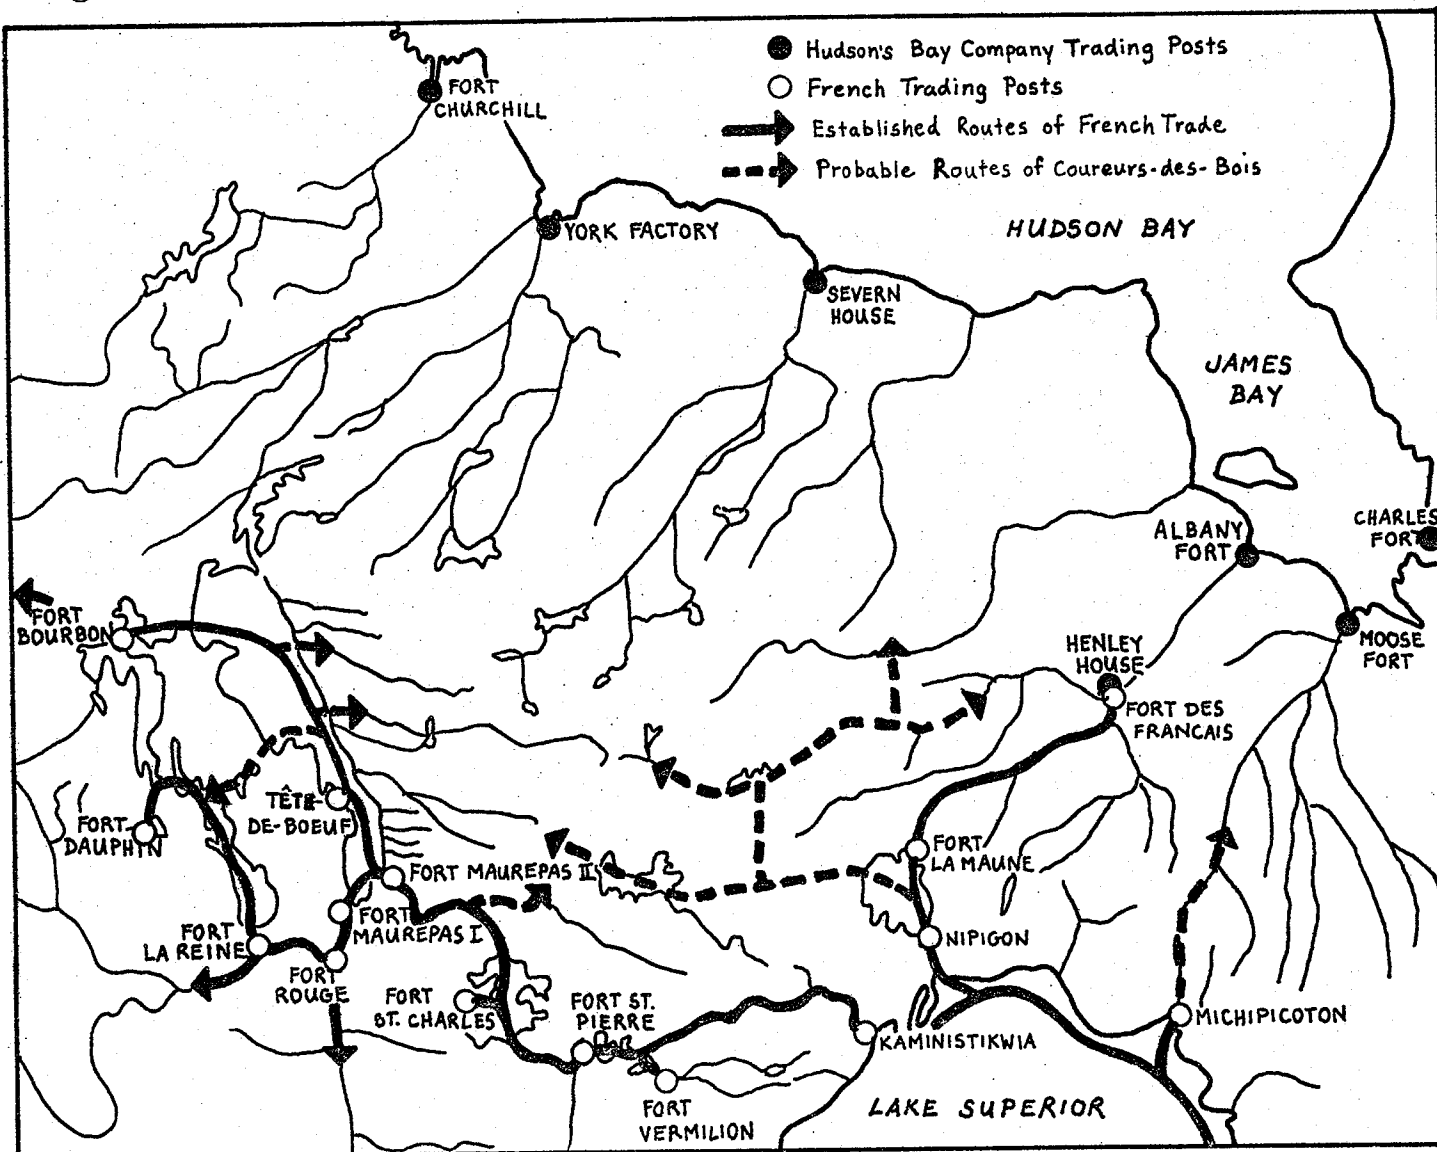 Hudson's Bay Company Trading Posts
French Trading Posts
Established Routes of French Trade
Probable Routes of Coureurs-des-Bois
FORT
CHURCHILL
YORK FACTORY
HUDSON BAY
SEVERN
HOUSE
JAMES
BAY
ALBANY
FORT
CHARLES
FORT
MOOSE
FORT
HENLEY
HOUSE
FORT DES
FRANCAIS
FORT
BOURBON
TÊTE-
DE-BOEUF
FORT
DAUPHIN
FORT MAUREPAS II
FORT
MAUREPAS I
FORT
LA REINE
FORT
ROUGE
FORT
ST. CHARLES
FORT ST.
PIERRE
FORT
VERMILION
FORT
LA MAUNE
NIPIGON
KAMINISTIKWIA
MICHIPICOTON
LAKE SUPERIOR